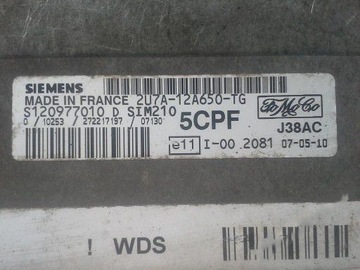 SIEMENS
MADE IN FRANCE 2U7A-12A650-TG
S120977010 D SIM210
0 / 10253 / 272217197 / 07130
5CPF
FoMoCo
J38AC
e11 I-00 2081 07-05-10
! WDS